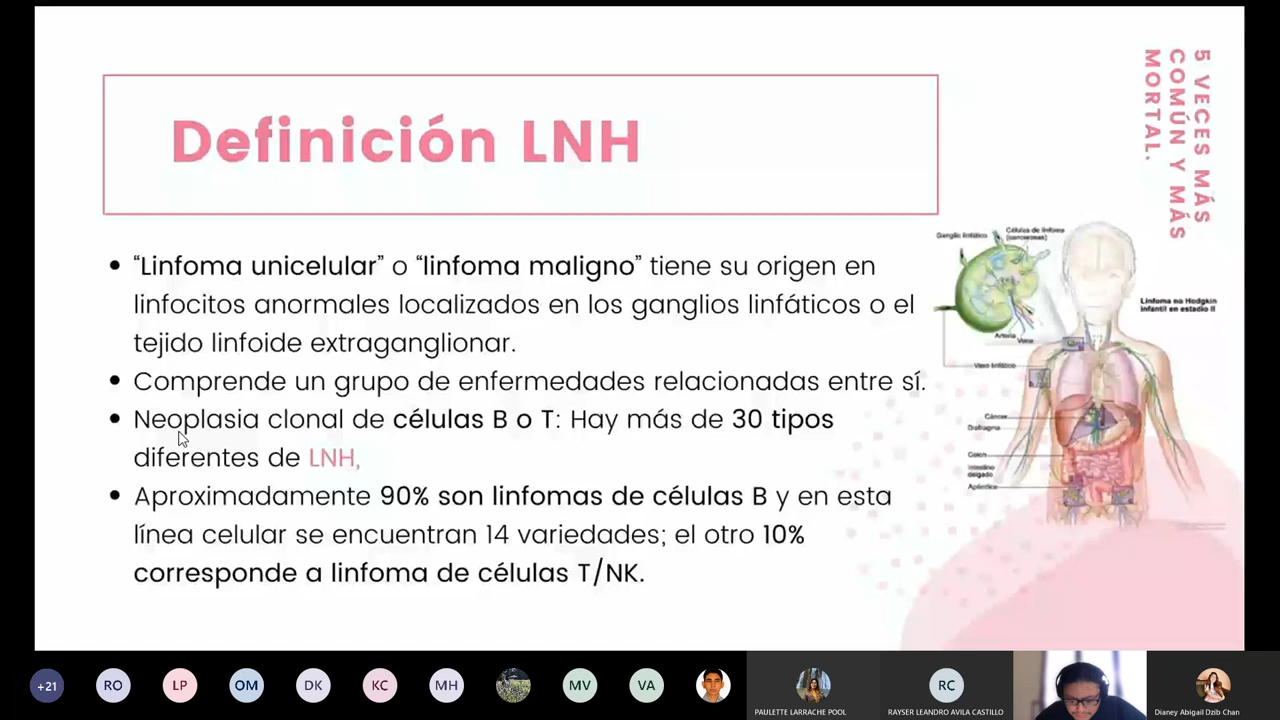 5 VECES MÁS
COMÚN Y MÁS
MORTAL.
Definición LNH
“Linfoma unicelular” o “linfoma maligno” tiene su origen en
linfocitos anormales localizados en los ganglios linfáticos o el
tejido linfoide extraganglionar.
Comprende un grupo de enfermedades relacionadas entre sí.
Neoplasia clonal de células B o T: Hay más de 30 tipos
diferentes de LNH,
Aproximadamente 90% son linfomas de células B y en esta
línea celular se encuentran 14 variedades; el otro 10%
corresponde a linfoma de células T/NK.
Ganglio linfático
Células de linfoma
(cancerosas)
Arteria
Vena
Vaso linfático
Linfoma no Hodgkin
infantil en estadio II
Cáncer
Diafragma
Colon
Intestino
delgado
Apéndice
+21
RO
LP
OM
DK
KC
MH
MV
VA
RC
PAULETTE LARRACHE POOL
RAYSER LEANDRO AVILA CASTILLO
Dianey Abigail Dzib Chan